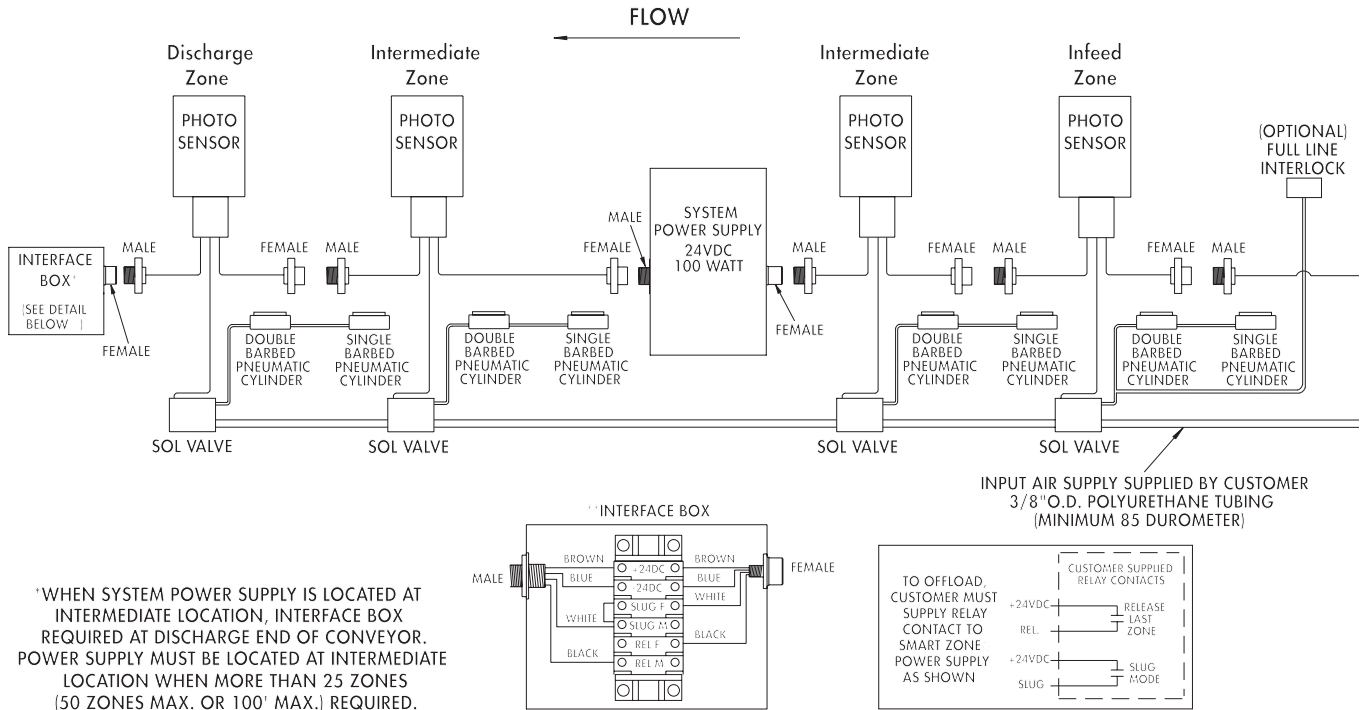 FLOW
Discharge
Zone
Intermediate
Zone
Intermediate
Zone
Infeed
Zone
PHOTO
SENSOR
PHOTO
SENSOR
PHOTO
SENSOR
PHOTO
SENSOR
(OPTIONAL)
FULL LINE
INTERLOCK
INTERFACE
BOX*
(SEE DETAIL
BELOW )
FEMALE
MALE
FEMALE
MALE
FEMALE
MALE
SYSTEM
POWER SUPPLY
24VDC
100 WATT
FEMALE
MALE
FEMALE
MALE
FEMALE
MALE
DOUBLE
BARBED
PNEUMATIC
CYLINDER
SINGLE
BARBED
PNEUMATIC
CYLINDER
DOUBLE
BARBED
PNEUMATIC
CYLINDER
SINGLE
BARBED
PNEUMATIC
CYLINDER
DOUBLE
BARBED
PNEUMATIC
CYLINDER
SINGLE
BARBED
PNEUMATIC
CYLINDER
DOUBLE
BARBED
PNEUMATIC
CYLINDER
SINGLE
BARBED
PNEUMATIC
CYLINDER
SOL VALVE
SOL VALVE
SOL VALVE
SOL VALVE
INPUT AIR SUPPLY SUPPLIED BY CUSTOMER
3/8"O.D. POLYURETHANE TUBING
(MINIMUM 85 DUROMETER)
*WHEN SYSTEM POWER SUPPLY IS LOCATED AT
INTERMEDIATE LOCATION, INTERFACE BOX
REQUIRED AT DISCHARGE END OF CONVEYOR.
POWER SUPPLY MUST BE LOCATED AT INTERMEDIATE
LOCATION WHEN MORE THAN 25 ZONES
(50 ZONES MAX. OR 100' MAX.) REQUIRED.
**INTERFACE BOX
MALE
BROWN
BLUE
WHITE
BLACK
+24DC
-24DC
SLUG F
SLUG M
REL F
REL M
BROWN
BLUE
WHITE
BLACK
FEMALE
TO OFFLOAD,
CUSTOMER MUST
SUPPLY RELAY
CONTACT TO
SMART ZONE
POWER SUPPLY
AS SHOWN
CUSTOMER SUPPLIED
RELAY CONTACTS
+24VDC
REL.
RELEASE
LAST
ZONE
+24VDC
SLUG
SLUG
MODE